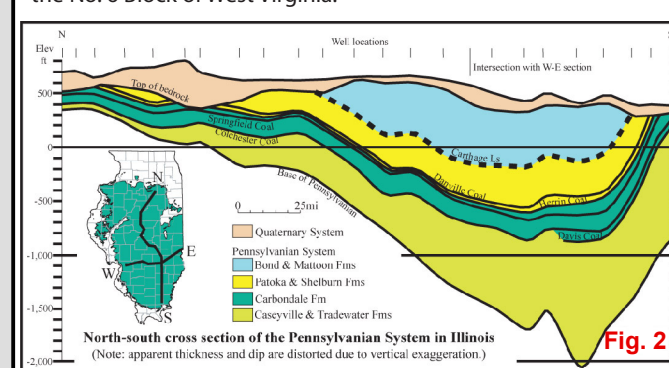 the No. 6 Block of West Virginia.
N
Well locations
Elev
ft
Intersection with W-E section
500
0
-500
-1,000
-1,500
-2,000
Top of bedrock
Springfield Coal
Colchester Coal
Base of Pennsylvanian
Carthage Ls
Danville Coal
Herrin Coal
Davis Coal
N
W
E
S
0 25mi
Quaternary System
Pennsylvanian System
Bond & Mattoon Fms
Patoka & Shelburn Fms
Carbondale Fm
Caseyville & Tradewater Fms
North-south cross section of the Pennsylvanian System in Illinois
(Note: apparent thickness and dip are distorted due to vertical exaggeration.)
Fig. 2